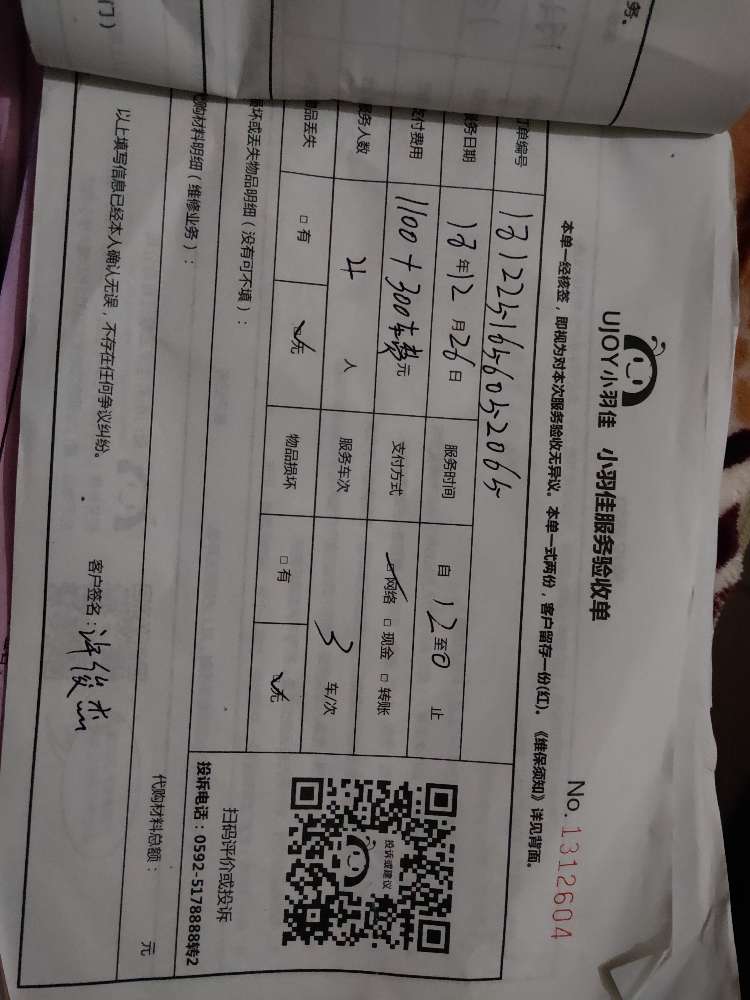 务。
门）
UJOY小羽佳 小羽佳服务验收单
No. 1312604
本单一经核签，即视为对本次服务验收无异议。本单一式两份，客户留存一份(红)。《维保须知》详见背面。
订单编号 1812251656052065
服务日期 18年12月26日 服务时间 自12至0止
支付费用 1100+300车费元 支付方式 网络 □现金 □转账
服务人数 4人 服务车次 3车/次
物品丢失 □有 □无 物品损坏 □有 □无
损坏或丢失物品明细（没有可不填）：
投诉或建议
扫码评价或投诉
投诉电话：0592-5178888转2
代购材料明细（维修业务）：
代购材料总额： 元
以上填写信息已经本人确认无误，不存在任何争议纠纷。
客户签名：